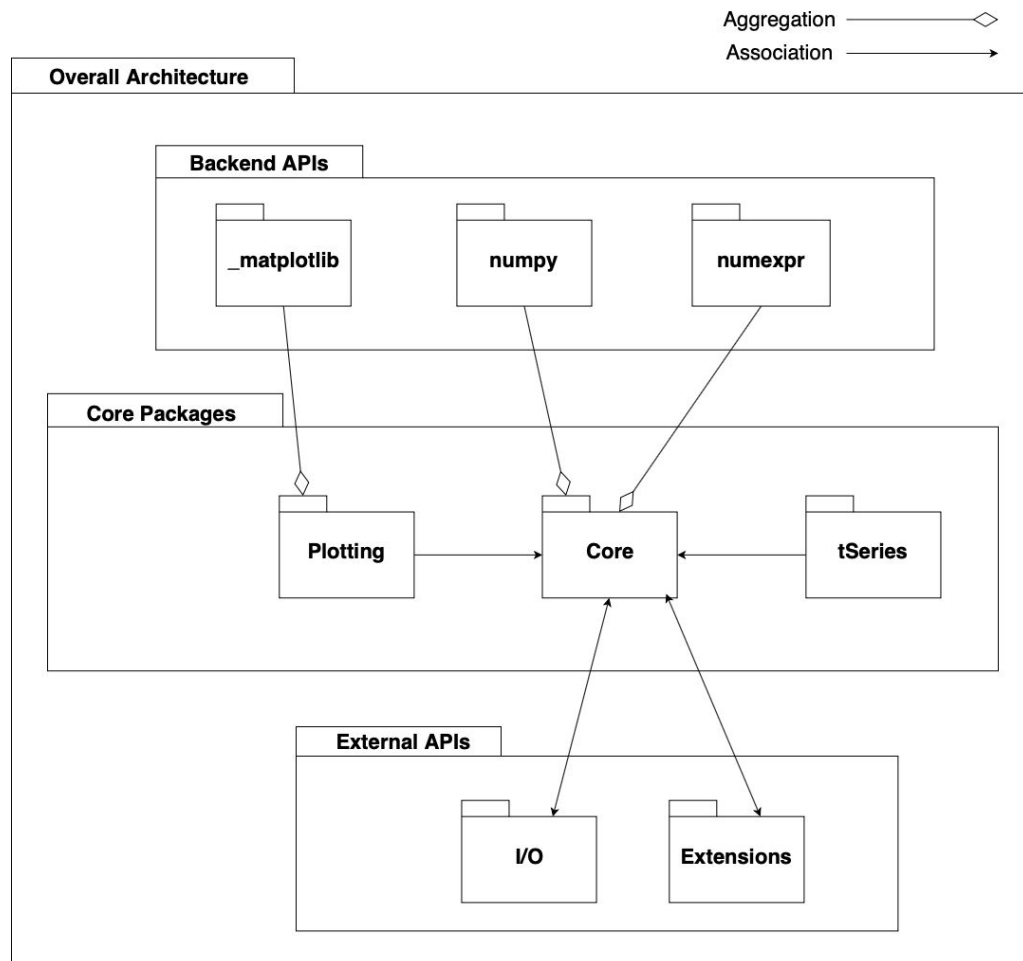 Aggregation
Association
Overall Architecture
Backend APIs
_matplotlib
numpy
numexpr
Core Packages
Plotting
Core
tSeries
External APIs
I/O
Extensions